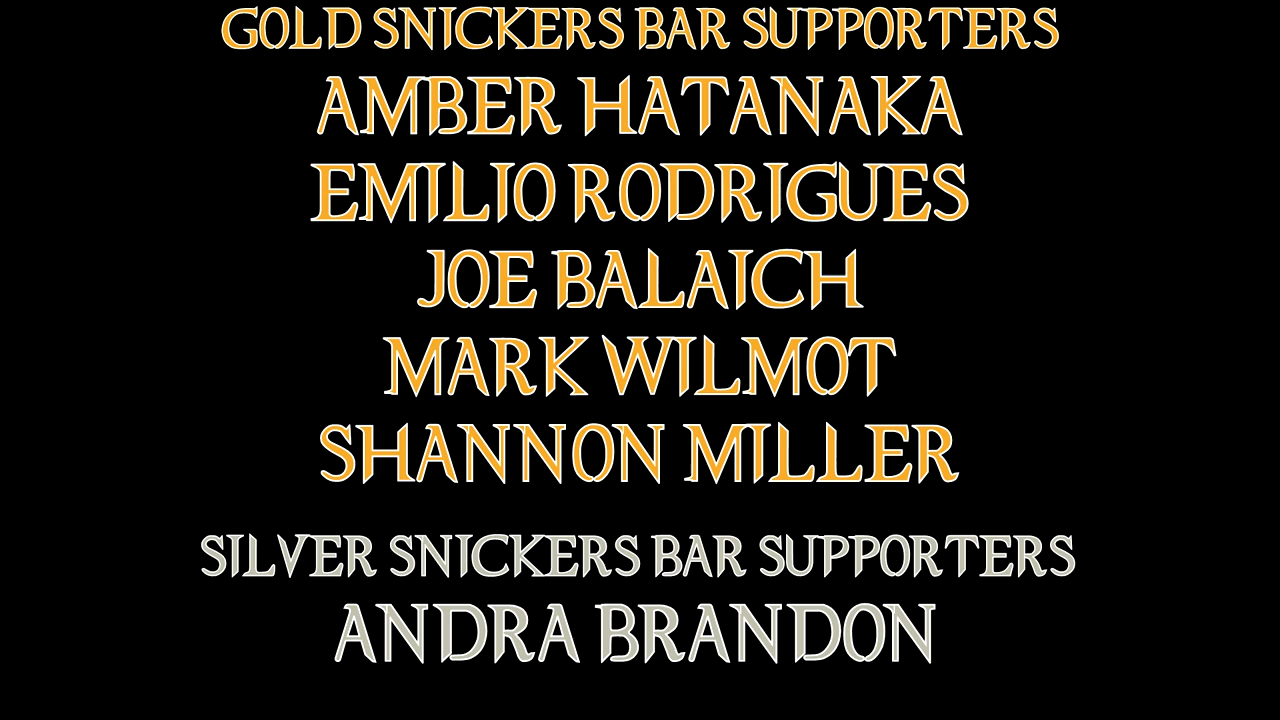 GOLD SNICKERS BAR SUPPORTERS
AMBER HATANAKA
EMILIO RODRIGUES
JOE BALAICH
MARK WILMOT
SHANNON MILLER
SILVER SNICKERS BAR SUPPORTERS
ANDRA BRANDON